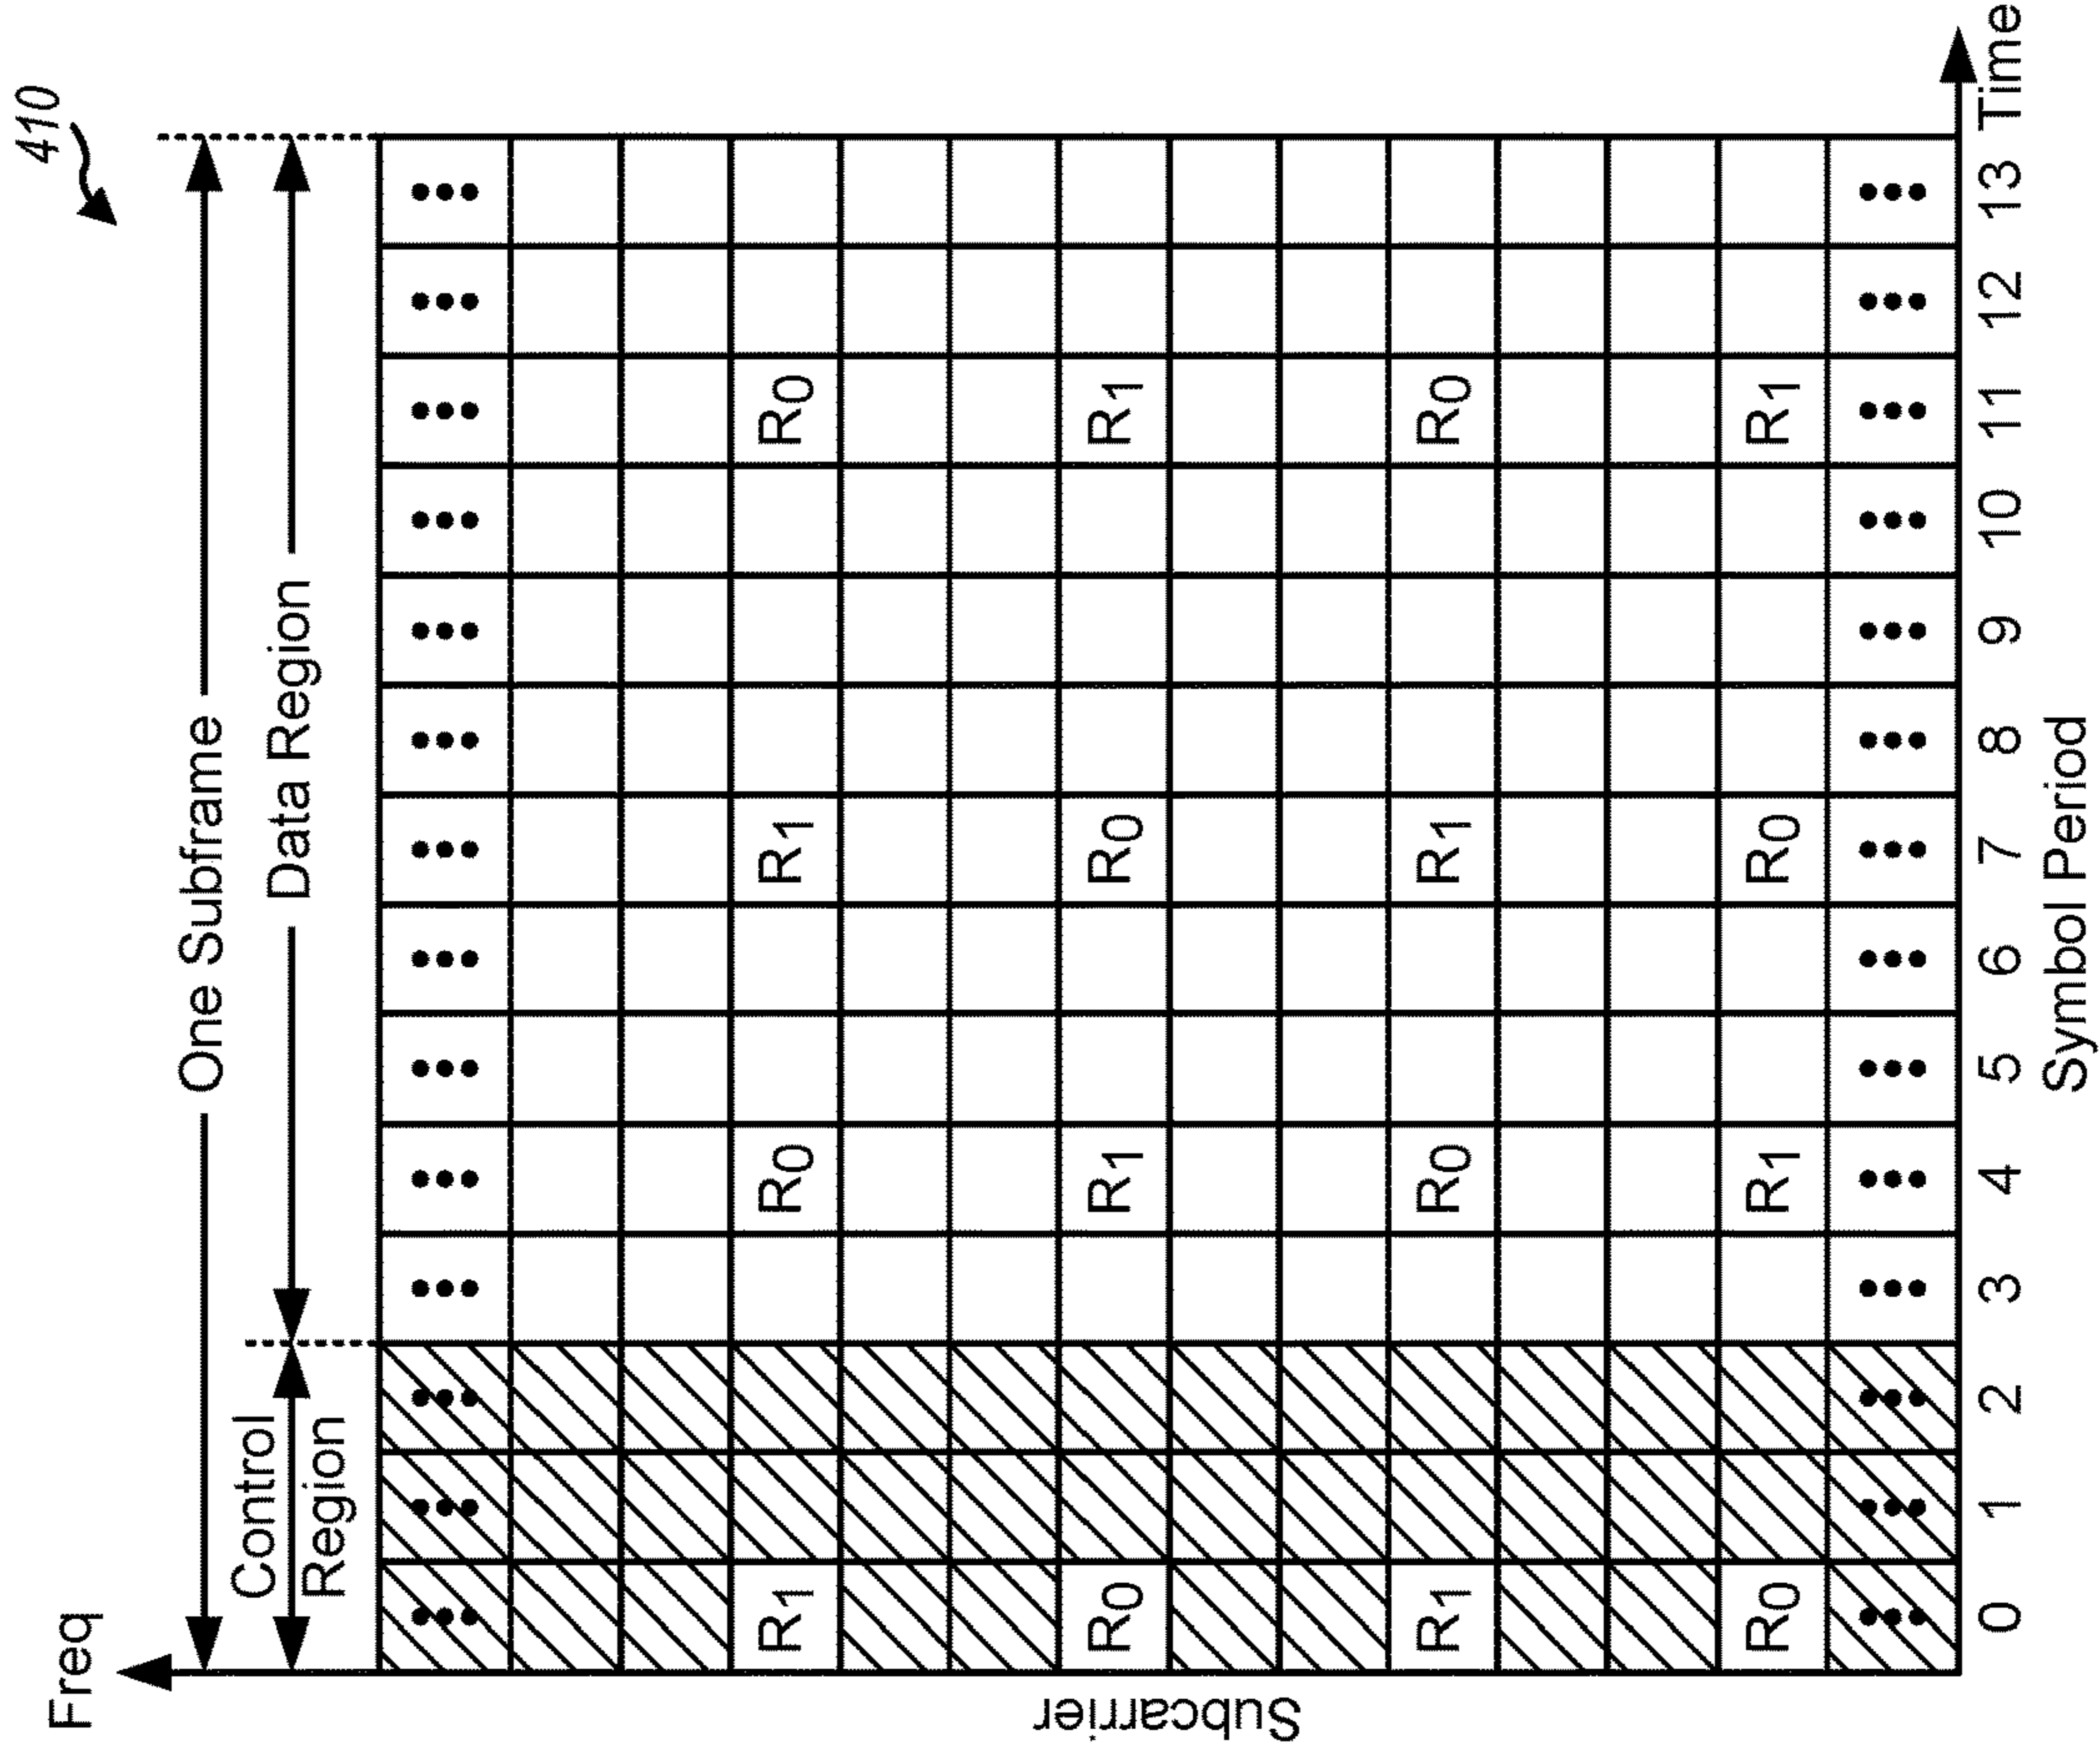 410
Freq
One Subframe
Control
Region
Data Region
R1 R0 R1 R0
R0 R1 R0 R1
Subcarrier
R1 R0 R1 R0
R0 R1 R0 R1
0 1 2 3 4 5 6 7 8 9 10 11 12 13 Time
Symbol Period